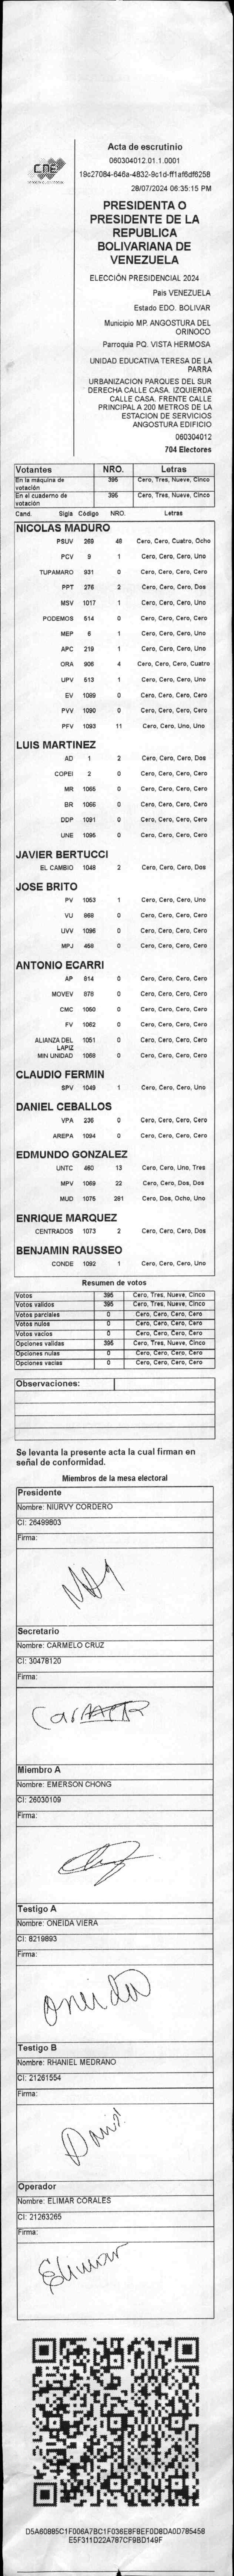 CNE
Acta de escrutinio
060304012.01.1.0001
28/07/2024 06:35:15 PM
PRESIDENTA O
PRESIDENTE DE LA
REPUBLICA
BOLIVARIANA DE
VENEZUELA
ELECCIÓN PRESIDENCIAL 2024
Pais VENEZUELA
Estado EDO. BOLIVAR
Municipio MP. ANGOSTURA DEL
ORINOCO
Parroquia PQ. VISTA HERMOSA
UNIDAD EDUCATIVA TERESA DE LA
PARRA
URBANIZACION PARQUES DEL SUR
DERECHA CALLE CASA. IZQUIERDA
CALLE CASA. FRENTE CALLE
PRINCIPAL A 200 METROS DE LA
ESTACION DE SERVICIOS
ANGOSTURA EDIFICIO
060304012
704 Electores
Votantes NRO. Letras
En la máquina de votación 395 Cero, Tres, Nueve, Cinco
En el cuaderno de votación 395 Cero, Tres, Nueve, Cinco
Cand. Sigla Código NRO. Letras
NICOLAS MADURO
PSUV 269 48 Cero, Cero, Cuatro, Ocho
PCV 9 1 Cero, Cero, Cero, Uno
TUPAMARO 931 0 Cero, Cero, Cero, Cero
PPT 276 2 Cero, Cero, Cero, Dos
MSV 1017 1 Cero, Cero, Cero, Uno
PODEMOS 514 0 Cero, Cero, Cero, Cero
MEP 6 1 Cero, Cero, Cero, Uno
APC 219 1 Cero, Cero, Cero, Uno
ORA 906 4 Cero, Cero, Cero, Cuatro
UPV 513 1 Cero, Cero, Cero, Uno
EV 1089 0 Cero, Cero, Cero, Cero
PVV 1090 0 Cero, Cero, Cero, Cero
PFV 1093 11 Cero, Cero, Uno, Uno
LUIS MARTINEZ
AD 1 2 Cero, Cero, Cero, Dos
COPEI 2 0 Cero, Cero, Cero, Cero
MR 1065 0 Cero, Cero, Cero, Cero
BR 1066 0 Cero, Cero, Cero, Cero
DDP 1091 0 Cero, Cero, Cero, Cero
UNE 1095 0 Cero, Cero, Cero, Cero
JAVIER BERTUCCI
EL CAMBIO 1048 2 Cero, Cero, Cero, Dos
JOSE BRITO
PV 1053 1 Cero, Cero, Cero, Uno
VU 869 0 Cero, Cero, Cero, Cero
UVV 1096 0 Cero, Cero, Cero, Cero
MPJ 458 0 Cero, Cero, Cero, Cero
ANTONIO ECARRI
AP 814 0 Cero, Cero, Cero, Cero
MOVEV 878 0 Cero, Cero, Cero, Cero
CMC 1050 0 Cero, Cero, Cero, Cero
FV 1062 0 Cero, Cero, Cero, Cero
ALIANZA DEL LAPIZ 1051 0 Cero, Cero, Cero, Cero
MIN UNIDAD 1088 0 Cero, Cero, Cero, Cero
CLAUDIO FERMIN
SPV 1049 1 Cero, Cero, Cero, Uno
DANIEL CEBALLOS
VPA 236 0 Cero, Cero, Cero, Cero
AREPA 1094 0 Cero, Cero, Cero, Cero
EDMUNDO GONZALEZ
UNTC 460 13 Cero, Cero, Uno, Tres
MPV 1069 22 Cero, Cero, Dos, Dos
MUD 1075 281 Cero, Dos, Ocho, Uno
ENRIQUE MARQUEZ
CENTRADOS 1073 2 Cero, Cero, Cero, Dos
BENJAMIN RAUSSEO
CONDE 1092 1 Cero, Cero, Cero, Uno
Resumen de votos
Votos 395 Cero, Tres, Nueve, Cinco
Votos validos 395 Cero, Tres, Nueve, Cinco
Votos parciales 0 Cero, Cero, Cero, Cero
Votos nulos 0 Cero, Cero, Cero, Cero
Votos vacios 0 Cero, Cero, Cero, Cero
Opciones validas 395 Cero, Tres, Nueve, Cinco
Opciones nulas 0 Cero, Cero, Cero, Cero
Opciones vacias 0 Cero, Cero, Cero, Cero
Observaciones:
Se levanta la presente acta la cual firman en
señal de conformidad.
Miembros de la mesa electoral
Presidente
Nombre: NIURVY CORDERO
CI: 26499803
Firma:
Secretario
Nombre: CARMELO CRUZ
CI: 30478120
Firma:
Miembro A
Nombre: EMERSON CHONG
CI: 26030109
Firma:
Testigo A
Nombre: ONEIDA VIERA
CI: 8219893
Firma:
Oneida
Testigo B
Nombre: RHANIEL MEDRANO
CI: 21261554
Firma:
Operador
Nombre: ELIMAR CORALES
CI: 21263265
Firma:
Elimar
D5A60885C1F006A7BC1F036E8F8EF0D8DA0D785458
E5F311D22A787CF9BD149F